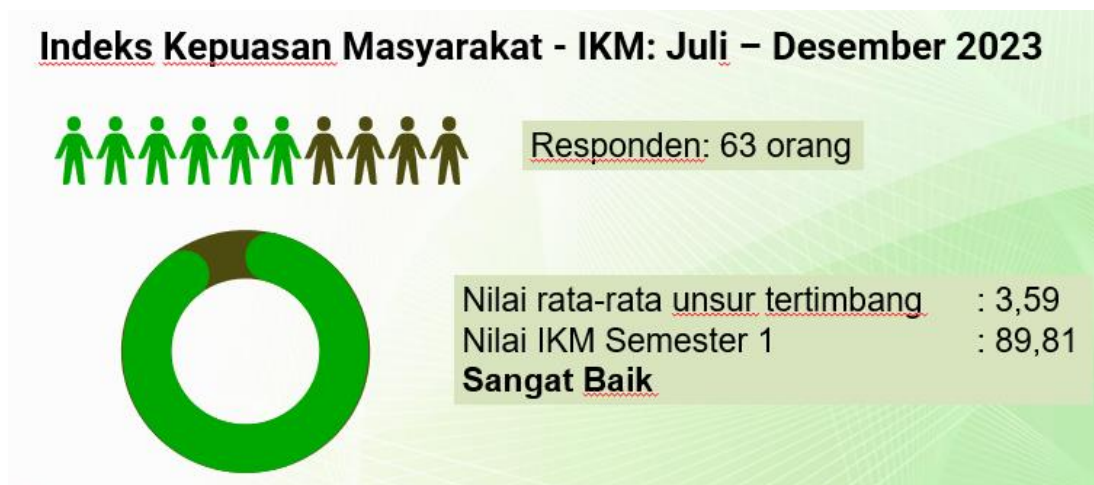 Indeks Kepuasan Masyarakat - IKM: Juli – Desember 2023
Responden: 63 orang
Nilai rata-rata unsur tertimbang : 3,59
Nilai IKM Semester 1 : 89,81
Sangat Baik